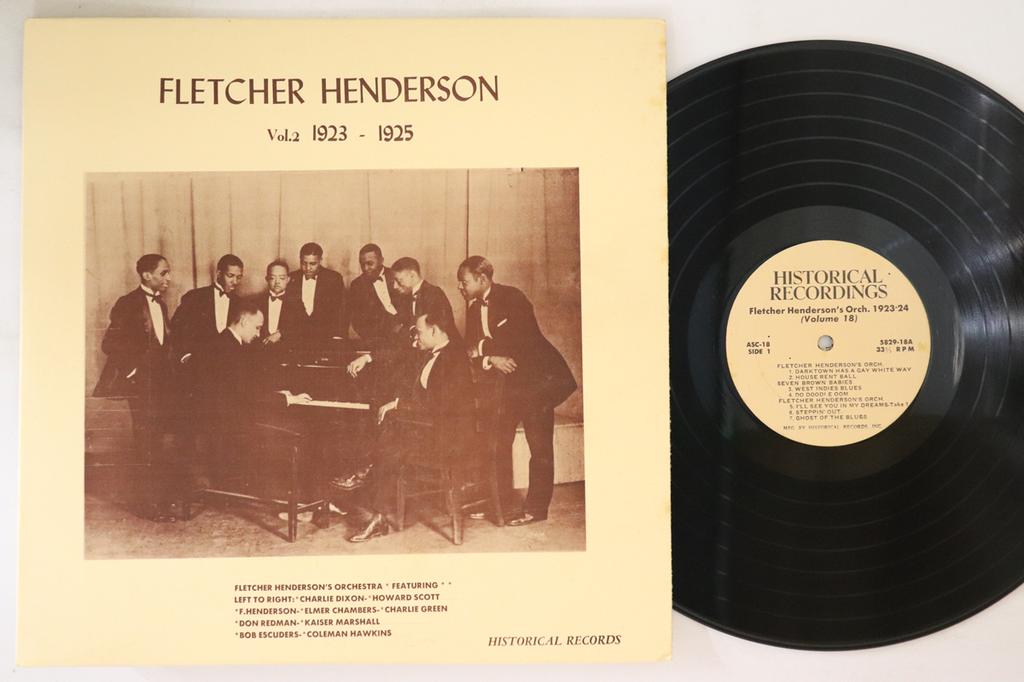 FLETCHER HENDERSON
Vol.2 1923 - 1925
FLETCHER HENDERSON'S ORCHESTRA * FEATURING * *
LEFT TO RIGHT:*CHARLIE DIXON-*HOWARD SCOTT
*F.HENDERSON-*ELMER CHAMBERS-*CHARLIE GREEN
*DON REDMAN-*KAISER MARSHALL
*BOB ESCUDERS-*COLEMAN HAWKINS
HISTORICAL RECORDS
HISTORICAL
RECORDINGS
Fletcher Henderson's Orch. 1923-24
(Volume 18)
ASC-18
SIDE 1
5829-18A
33⅓ RPM
FLETCHER HENDERSON'S ORCH.
1. DARKTOWN HAS A GAY WHITE WAY
2. HOUSE RENT BALL
SEVEN BROWN BABIES
3. WEST INDIES BLUES
4. DO DOODLE OOM
FLETCHER HENDERSON'S ORCH.
5. I'LL SEE YOU IN MY DREAMS-Take 1
6. STEPPIN' OUT
7. GHOST OF THE BLUES
MFG. BY HISTORICAL RECORDS, INC.